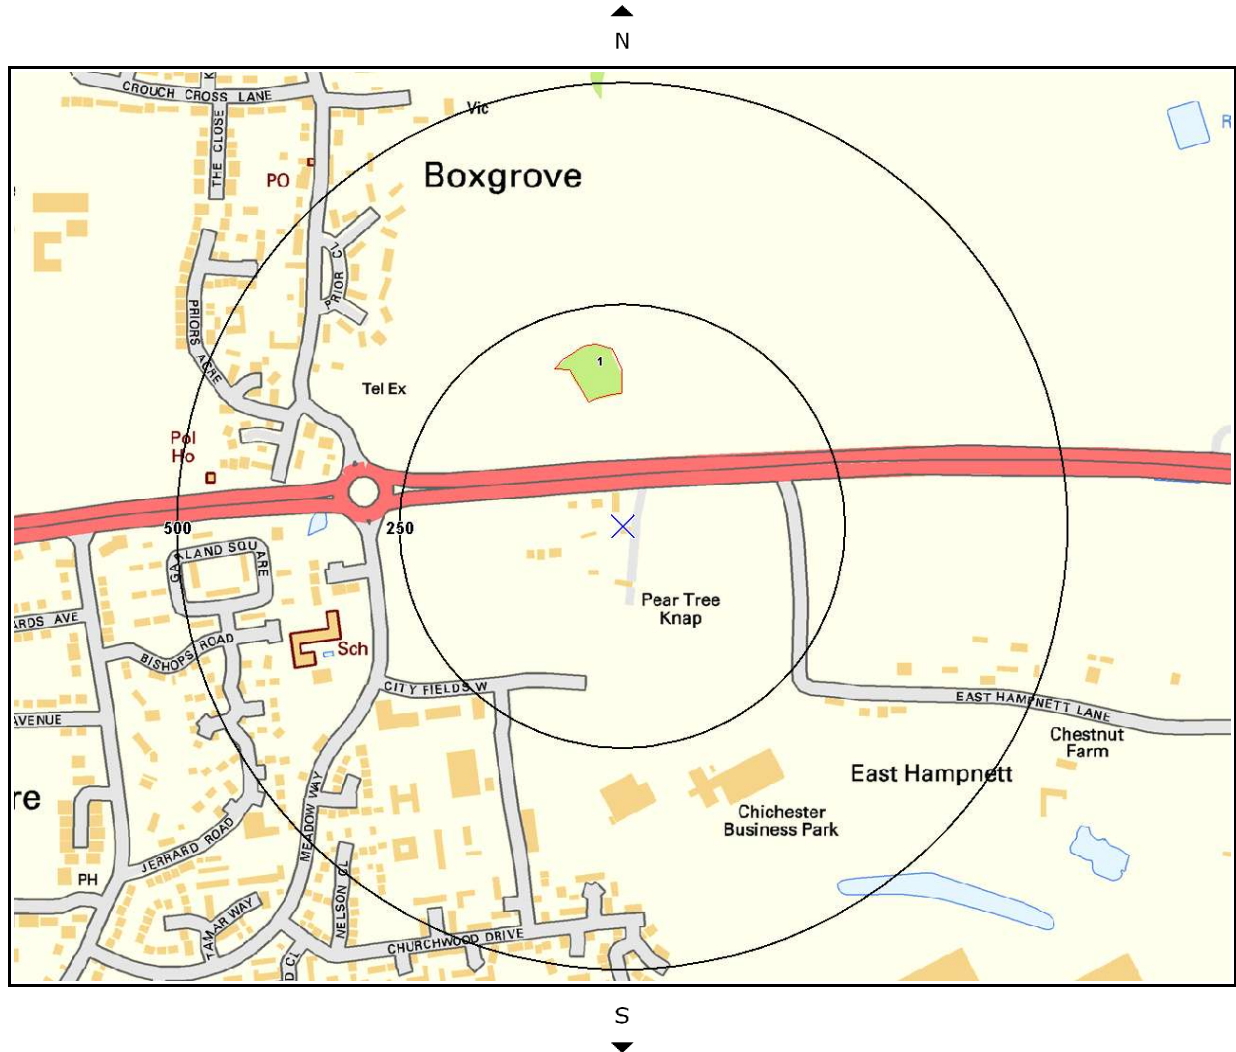 N
CROUCH CROSS LANE
K
Vic
THE CLOSE
R
PO
Boxgrove
PRIOR CL
PRIORS ACRE
1
Tel Ex
Pol
Ho
500
250
GARLAND SQUARE
Pear Tree
Knap
ARDS AVE
BISHOPS ROAD
Sch
CITY FIELDS W
EAST HAMPNETT LANE
AVENUE
Chestnut
Farm
East Hampnett
re
MEADOW WAY
Chichester
Business Park
JERRARD ROAD
PH
NELSON CL
TAMAR WAY
CHURCHWOOD DRIVE
D CL
S